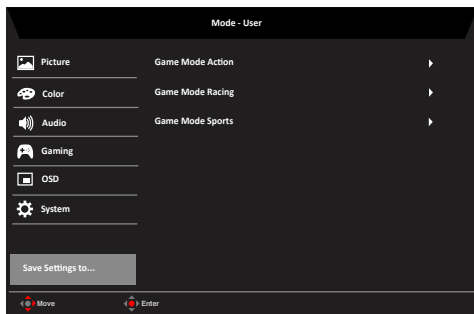 Mode - User
Picture
Color
Audio
Gaming
OSD
System
Save Settings to...
Game Mode Action
Game Mode Racing
Game Mode Sports
Move
Enter